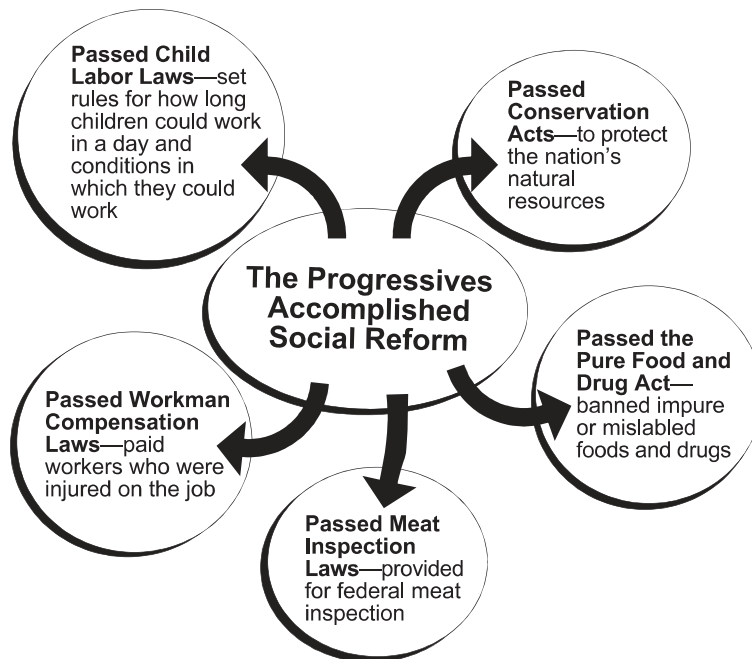 The Progressives
Accomplished
Social Reform
Passed Child
Labor Laws—set
rules for how long
children could work
in a day and
conditions in
which they could
work
Passed
Conservation
Acts—to protect
the nation's
natural
resources
Passed the
Pure Food and
Drug Act—
banned impure
or mislabled
foods and drugs
Passed Meat
Inspection
Laws—provided
for federal meat
inspection
Passed Workman
Compensation
Laws—paid
workers who were
injured on the job